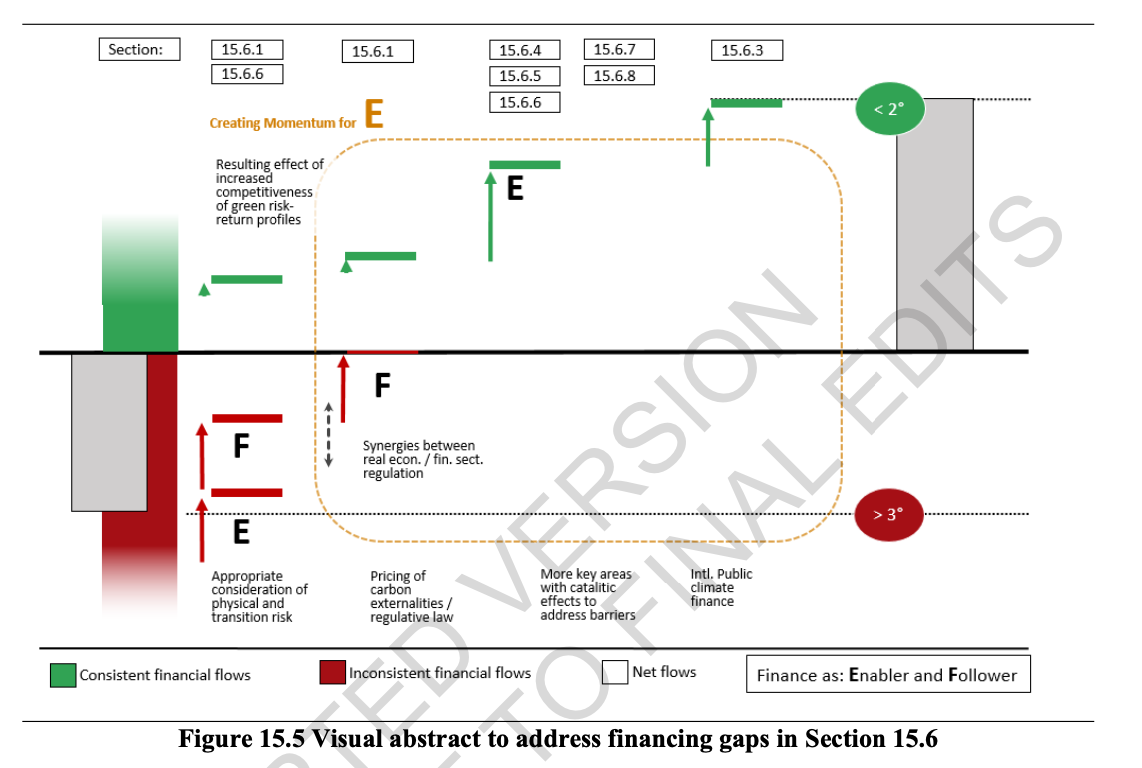 Section:
15.6.1
15.6.6
15.6.1
15.6.4
15.6.5
15.6.6
15.6.7
15.6.8
15.6.3
Creating Momentum for E
Resulting effect of
increased
competitiveness
of green risk-
return profiles
E
< 2°
F
E
F
Synergies between
real econ. / fin. sect.
regulation
> 3°
Appropriate
consideration of
physical and
transition risk
Pricing of
carbon
externalities /
regulative law
More key areas
with catalitic
effects to
address barriers
Intl. Public
climate
finance
Consistent financial flows
Inconsistent financial flows
Net flows
Finance as: Enabler and Follower
Figure 15.5 Visual abstract to address financing gaps in Section 15.6
VERSION
TO FINAL EDITS